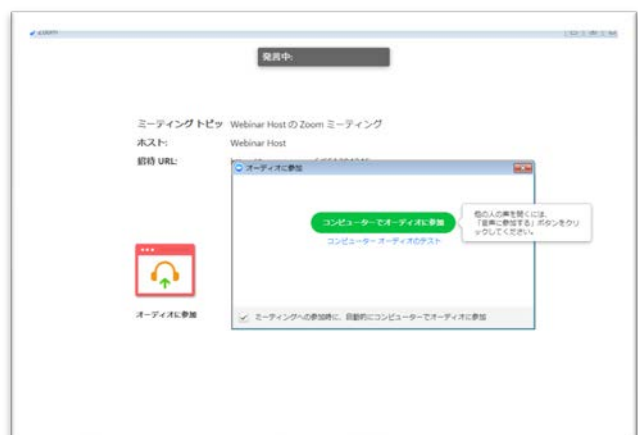 Zoom
発言中:
ミーティング トピッ Webinar Host の Zoom ミーティング
ホスト: Webinar Host
招待 URL:
オーディオに参加
コンピューターでオーディオに参加
他の人の声を聞くには、
「音声に参加する」ボタンをクリ
ックしてください。
コンピューター オーディオのテスト
オーディオに参加
ミーティングへの参加時に、自動的にコンピューターでオーディオに参加